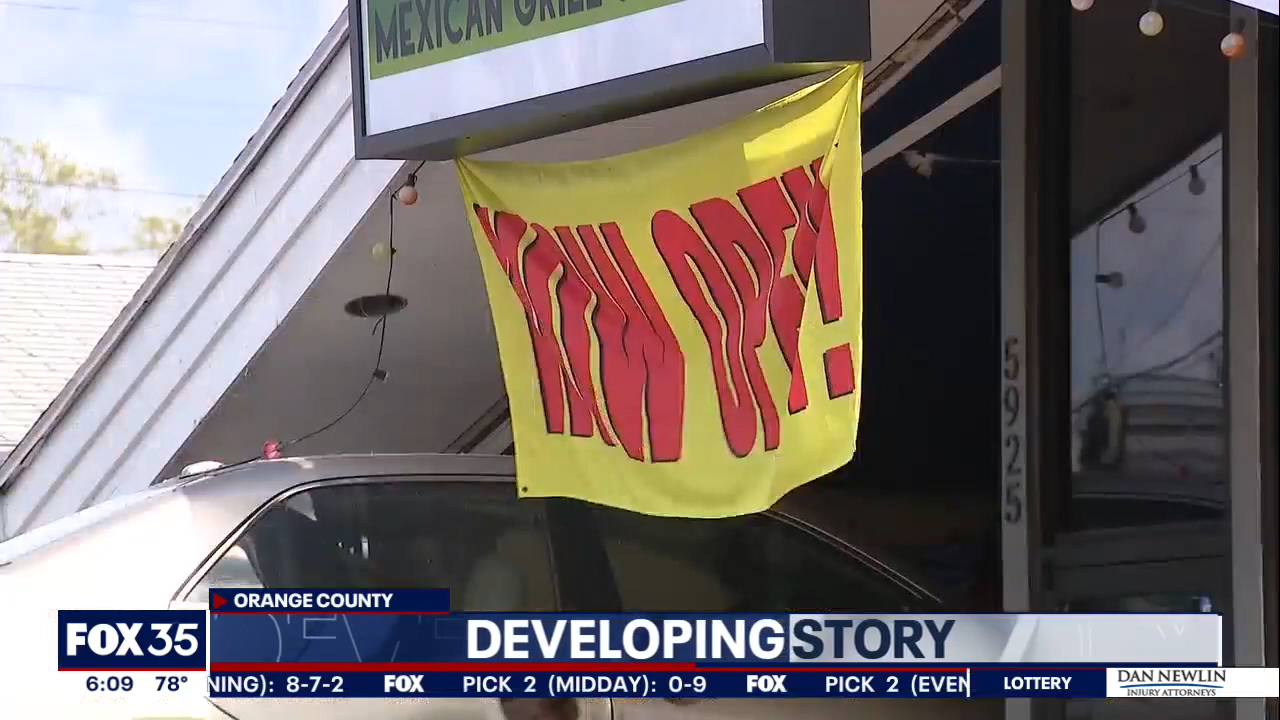 MEXICAN GRILL
NOW OPEN!
5925
ORANGE COUNTY
FOX 35
DEVELOPING STORY
6:09 78°
NING): 8-7-2 FOX PICK 2 (MIDDAY): 0-9 FOX PICK 2 (EVEN
LOTTERY
DAN NEWLIN
INJURY ATTORNEYS